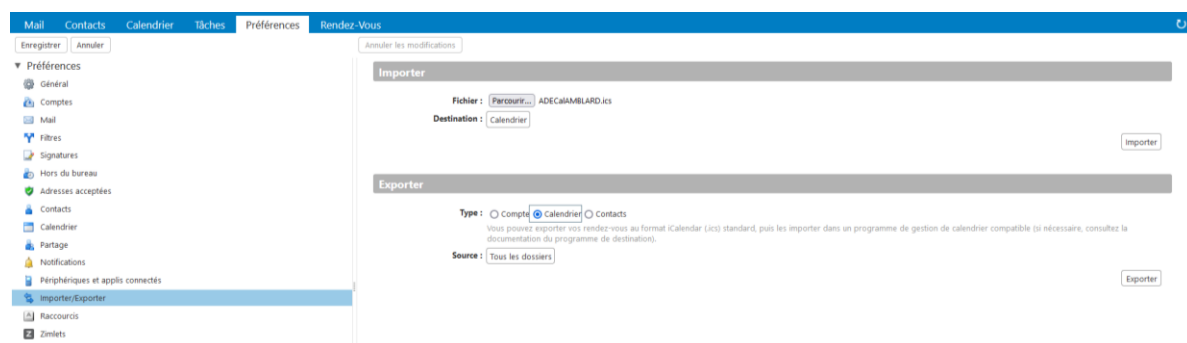 Mail Contacts Calendrier Tâches Préférences Rendez-Vous
Enregistrer Annuler Annuler les modifications
Préférences
Général
Comptes
Mail
Filtres
Signatures
Hors du bureau
Adresses acceptées
Contacts
Calendrier
Partage
Notifications
Périphériques et applis connectés
Importer/Exporter
Raccourcis
Zimlets
Importer
Fichier : Parcourir... ADECalAMBLARD.ics
Destination : Calendrier
Importer
Exporter
Type : Compte Calendrier Contacts
Vous pouvez exporter vos rendez-vous au format iCalendar (.ics) standard, puis les importer dans un programme de gestion de calendrier compatible (si nécessaire, consultez la
documentation du programme de destination).
Source : Tous les dossiers
Exporter